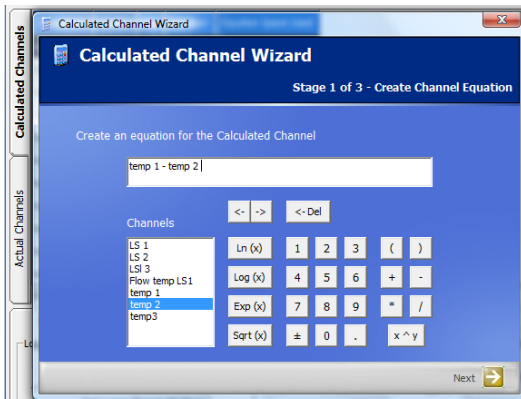 Calculated Channels
Actual Channels
Calculated Channel Wizard
Calculated Channel Wizard
Stage 1 of 3 - Create Channel Equation
Create an equation for the Calculated Channel
temp 1 - temp 2
<- -> <- Del
Channels
LS 1
LS 2
LSl 3
Flow temp LS1
temp 1
temp 2
temp3
Ln (x) 1 2 3 ( )
Log (x) 4 5 6 + -
Exp (x) 7 8 9 * /
Sqrt (x) ± 0 . x ^ y
Next